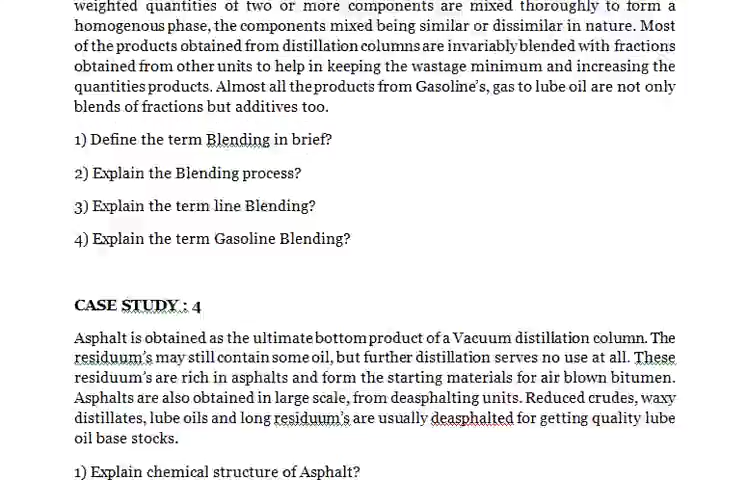 weighted quantities of two or more components are mixed thoroughly to form a
homogenous phase, the components mixed being similar or dissimilar in nature. Most
of the products obtained from distillation columns are invariably blended with fractions
obtained from other units to help in keeping the wastage minimum and increasing the
quantities products. Almost all the products from Gasoline's, gas to lube oil are not only
blends of fractions but additives too.
1) Define the term Blending in brief?
2) Explain the Blending process?
3) Explain the term line Blending?
4) Explain the term Gasoline Blending?
CASE STUDY : 4
Asphalt is obtained as the ultimate bottom product of a Vacuum distillation column. The
residuum's may still contain some oil, but further distillation serves no use at all. These
residuum's are rich in asphalts and form the starting materials for air blown bitumen.
Asphalts are also obtained in large scale, from deasphalting units. Reduced crudes, waxy
distillates, lube oils and long residuum's are usually deasphalted for getting quality lube
oil base stocks.
1) Explain chemical structure of Asphalt?